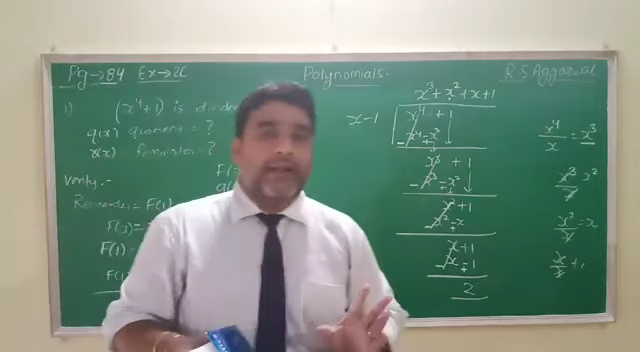 Pg → 84 Ex → 2C
Polynomials.
R S Aggarwal
1) (x⁴+1) is divided
q(x) quotient = ?
r(x) = Remainder = ?
Verify:-
Remainder = F(1)
F(1) =
x³ + x² + x + 1
x-1
x⁴ + 1
- x⁴ - x³
+
x³ + 1
- x³ - x²
+
x² + 1
- x² - x
+
x + 1
- x - 1
+
2
x⁴/x = x³
x³/x x²
x²/x = x
x/x + 1